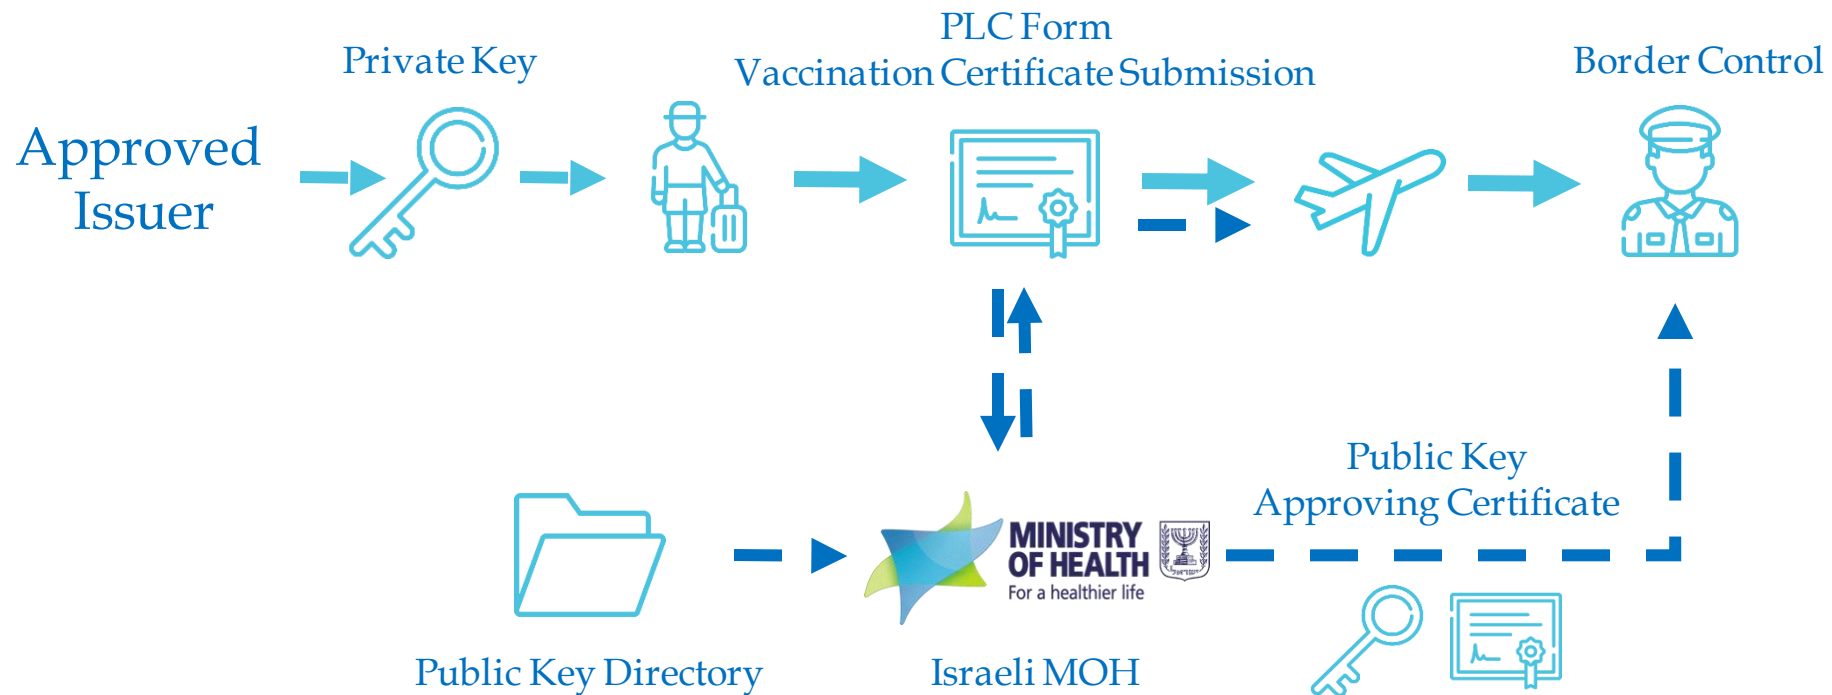 PLC Form
Private Key
Vaccination Certificate Submission
Border Control
Approved
Issuer
Public Key
Approving Certificate
MINISTRY
OF HEALTH
For a healthier life
Public Key Directory
Israeli MOH